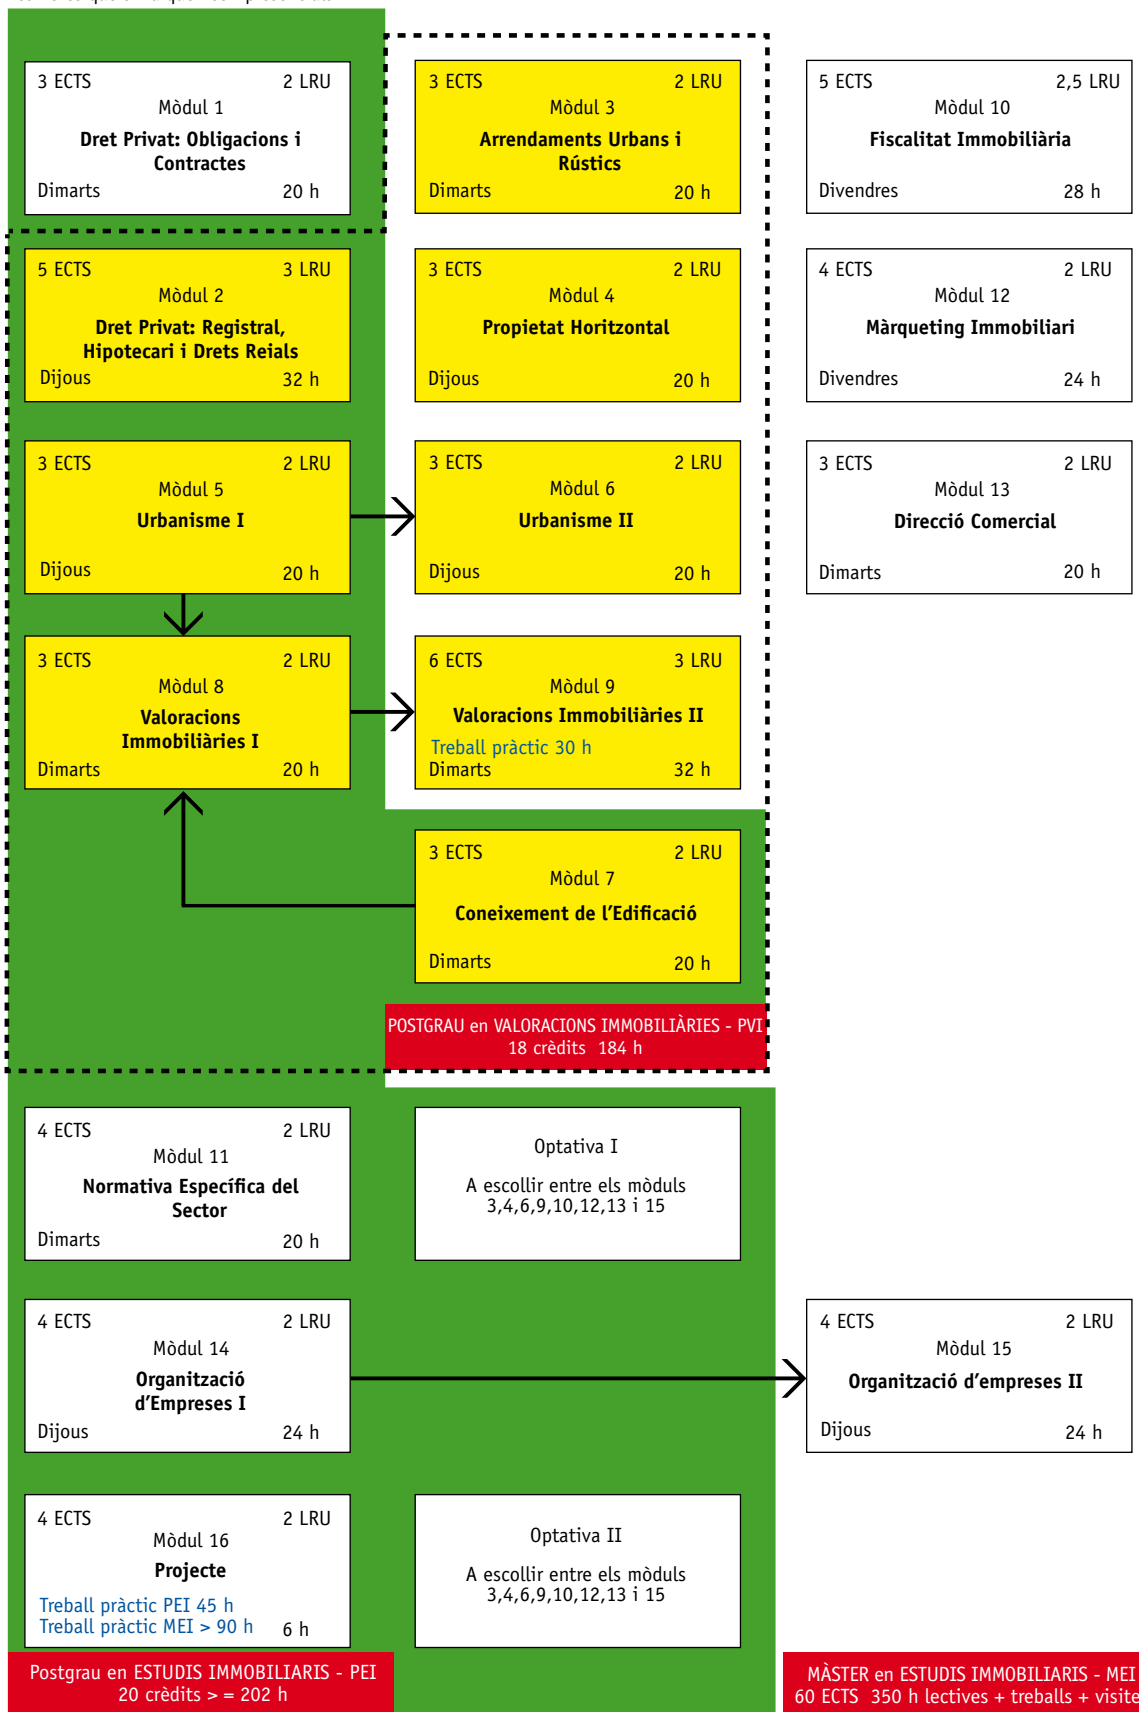 3 ECTS 2 LRU
Mòdul 1
Dret Privat: Obligacions i
Contractes
Dimarts 20 h
3 ECTS 2 LRU
Mòdul 3
Arrendaments Urbans i
Rústics
Dimarts 20 h
5 ECTS 2,5 LRU
Mòdul 10
Fiscalitat Immobiliària
Divendres 28 h
5 ECTS 3 LRU
Mòdul 2
Dret Privat: Registral,
Hipotecari i Drets Reials
Dijous 32 h
3 ECTS 2 LRU
Mòdul 4
Propietat Horitzontal
Dijous 20 h
4 ECTS 2 LRU
Mòdul 12
Màrqueting Immobiliari
Divendres 24 h
3 ECTS 2 LRU
Mòdul 5
Urbanisme I
Dijous 20 h
3 ECTS 2 LRU
Mòdul 6
Urbanisme II
Dijous 20 h
3 ECTS 2 LRU
Mòdul 13
Direcció Comercial
Dimarts 20 h
3 ECTS 2 LRU
Mòdul 8
Valoracions
Immobiliàries I
Dimarts 20 h
6 ECTS 3 LRU
Mòdul 9
Valoracions Immobiliàries II
Treball pràctic 30 h
Dimarts 32 h
3 ECTS 2 LRU
Mòdul 7
Coneixement de l'Edificació
Dimarts 20 h
POSTGRAU en VALORACIONS IMMOBILIÀRIES - PVI
18 crèdits 184 h
4 ECTS 2 LRU
Mòdul 11
Normativa Específica del
Sector
Dimarts 20 h
Optativa I
A escollir entre els mòduls
3,4,6,9,10,12,13 i 15
4 ECTS 2 LRU
Mòdul 14
Organització
d'Empreses I
Dijous 24 h
4 ECTS 2 LRU
Mòdul 15
Organització d'empreses II
Dijous 24 h
4 ECTS 2 LRU
Mòdul 16
Projecte
Treball pràctic PEI 45 h
Treball pràctic MEI > 90 h 6 h
Optativa II
A escollir entre els mòduls
3,4,6,9,10,12,13 i 15
Postgrau en ESTUDIS IMMOBILIARIS - PEI
20 crèdits > = 202 h
MÀSTER en ESTUDIS IMMOBILIARIS - MEI
60 ECTS 350 h lectives + treballs + visite